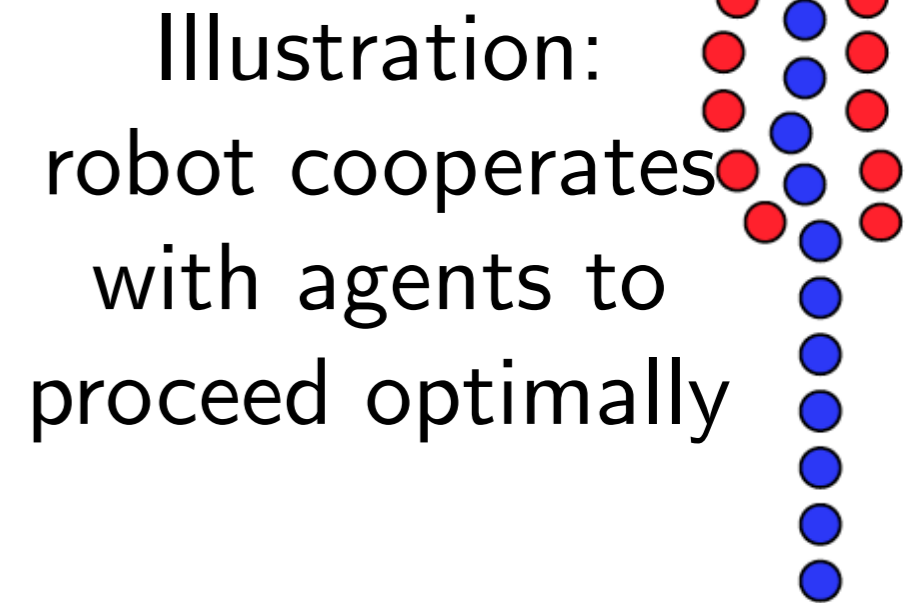 Illustration:
robot cooperates
with agents to
proceed optimally